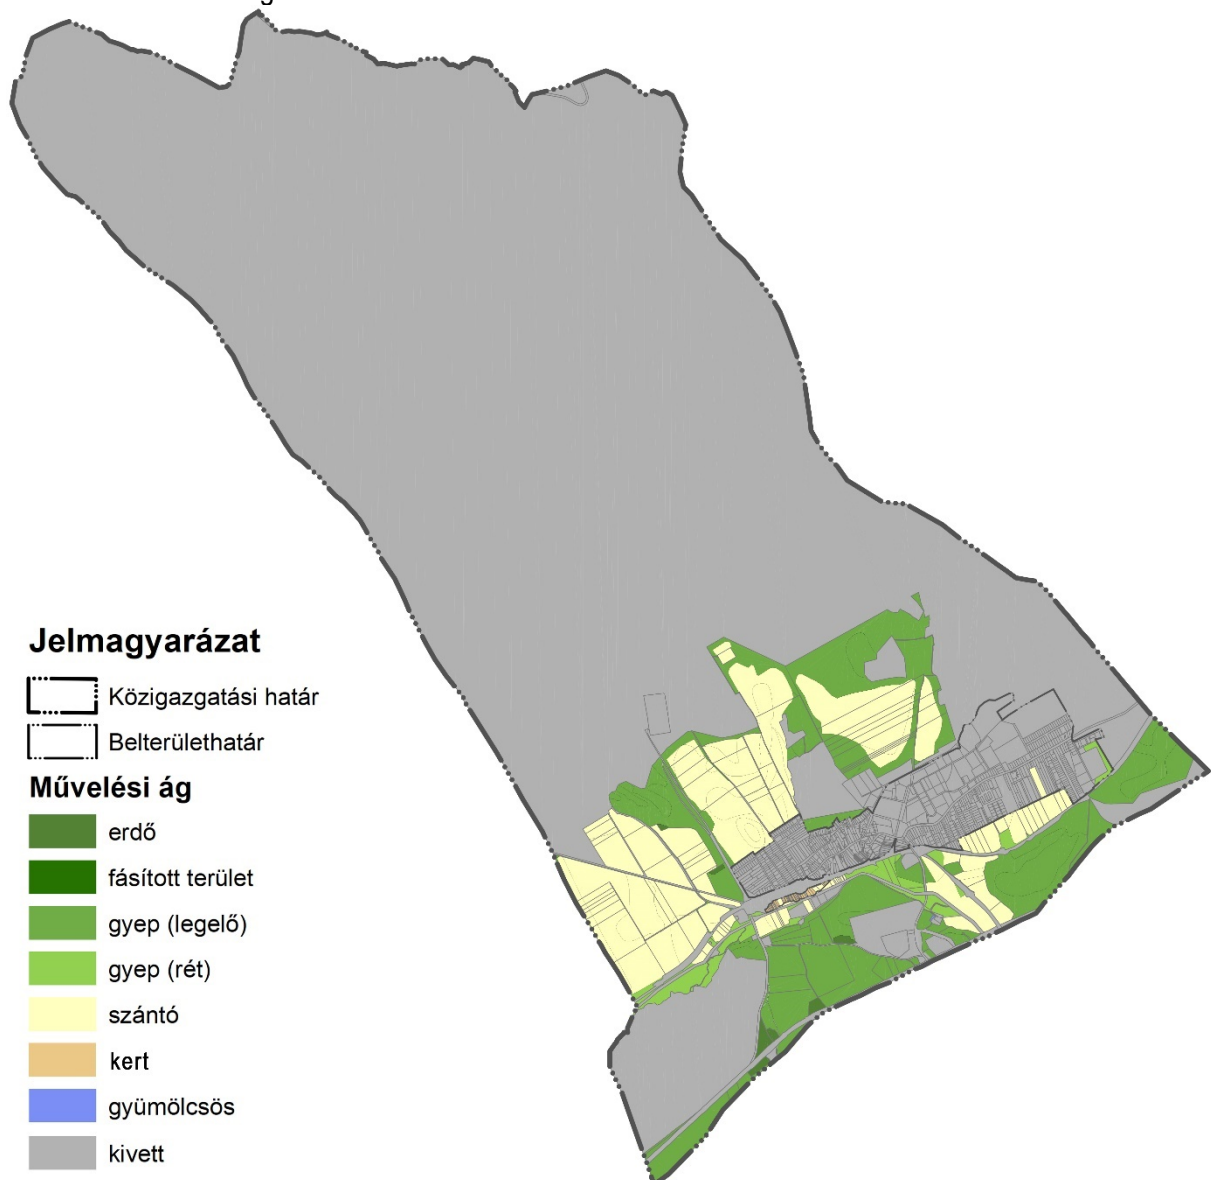 Jelmagyarázat
Közigazgatási határ
Belterülethatár
Művelési ág
erdő
fásított terület
gyep (legelő)
gyep (rét)
szántó
kert
gyümölcsös
kivett